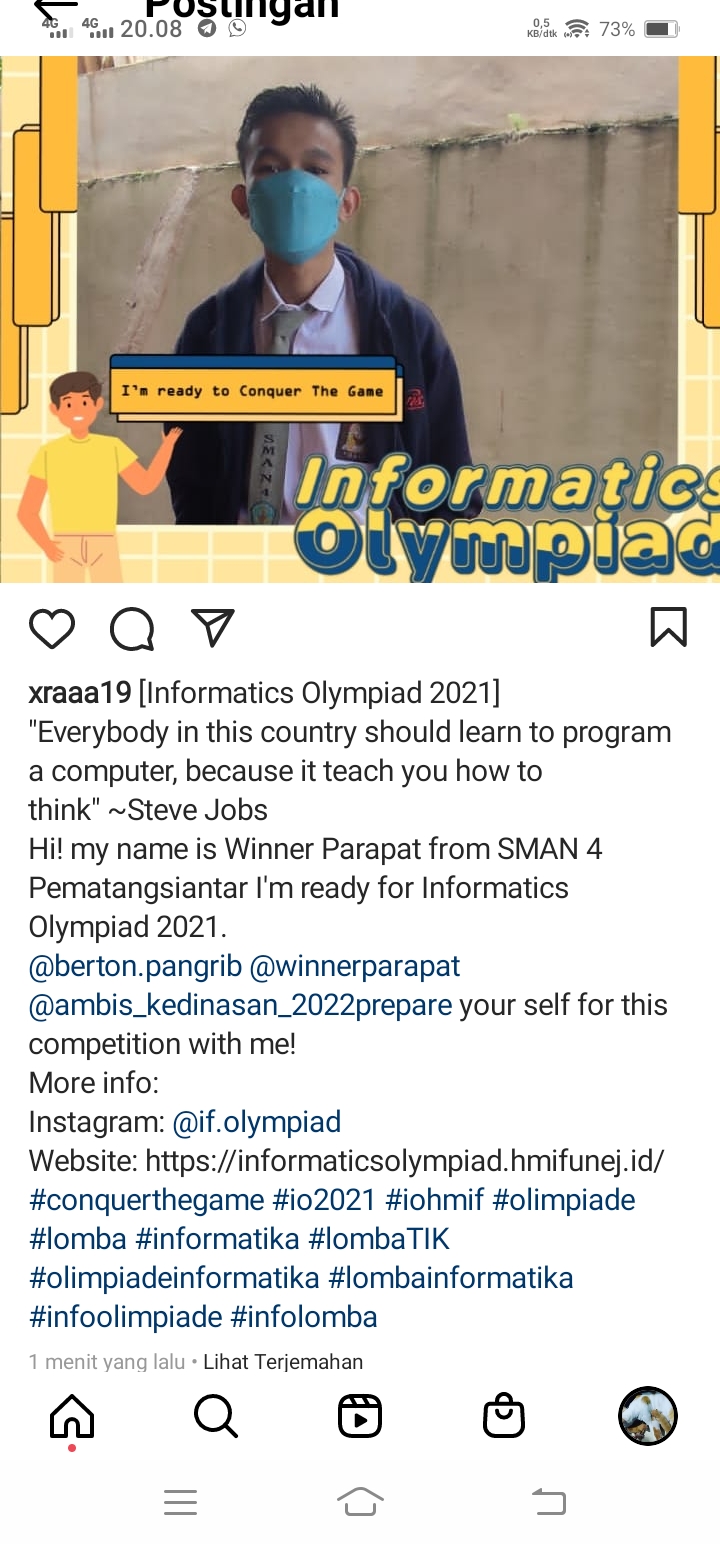 Postingan
4G 4G 20.08 0,5 KB/dtk 73%
I'm ready to Conquer The Game
SMAN4
Informatics
Olympiad
xraaa19 [Informatics Olympiad 2021]
"Everybody in this country should learn to program
a computer, because it teach you how to
think" ~Steve Jobs
Hi! my name is Winner Parapat from SMAN 4
Pematangsiantar I'm ready for Informatics
Olympiad 2021.
@berton.pangrib @winnerparapat
@ambis_kedinasan_2022prepare your self for this
competition with me!
More info:
Instagram: @if.olympiad
Website: https://informaticsolympiad.hmifunej.id/
#conquerthegame #io2021 #iohmif #olimpiade
#lomba #informatika #lombaTIK
#olimpiadeinformatika #lombainformatika
#infoolimpiade #infolomba
1 menit yang lalu • Lihat Terjemahan